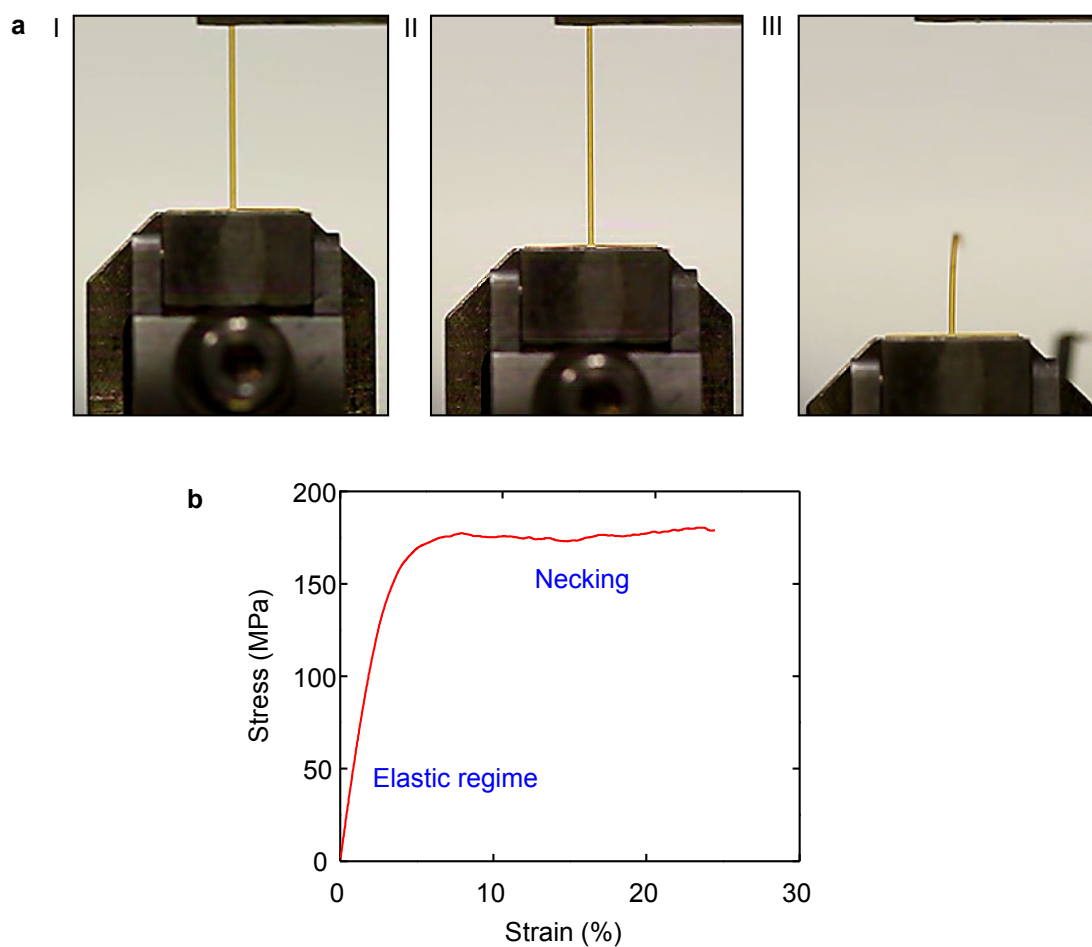 a I II III
b
200
150
100
50
0
Stress (MPa)
Necking
Elastic regime
0 10 20 30
Strain (%)